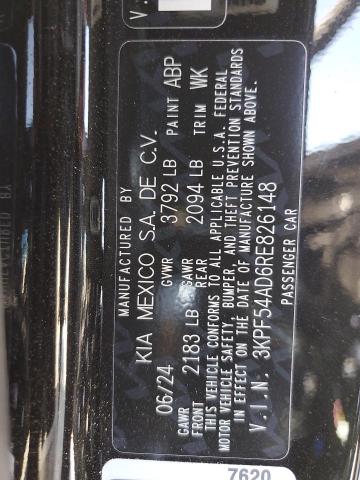 MANUFACTURED BY
KIA MEXICO S.A. DE C.V.
06/24 GVWR 3792 LB PAINT ABP
GAWR FRONT 2183 LB GAWR REAR 2094 LB TRIM WK
THIS VEHICLE CONFORMS TO ALL APPLICABLE U.S.A. FEDERAL
MOTOR VEHICLE SAFETY, BUMPER, AND THEFT PREVENTION STANDARDS
IN EFFECT ON THE DATE OF MANUFACTURE SHOWN ABOVE.
V.I.N. 3KPF54AD6RE826148
PASSENGER CAR
7620